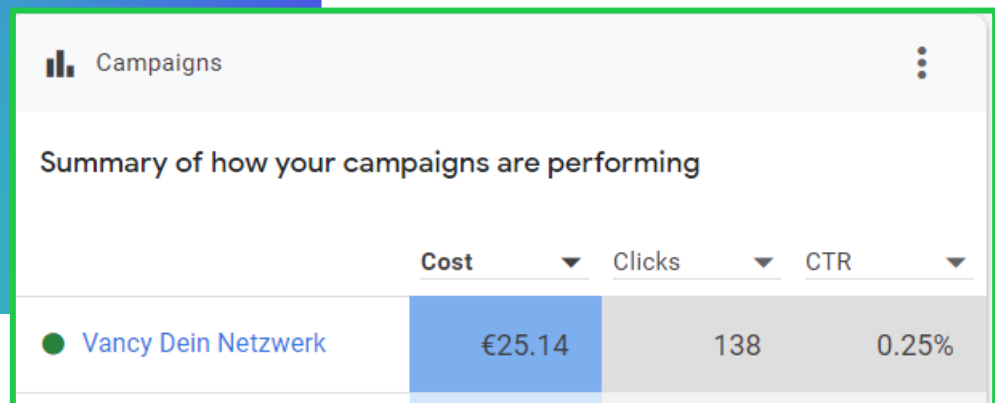 Campaigns
Summary of how your campaigns are performing
Cost Clicks CTR
Vancy Dein Netzwerk €25.14 138 0.25%